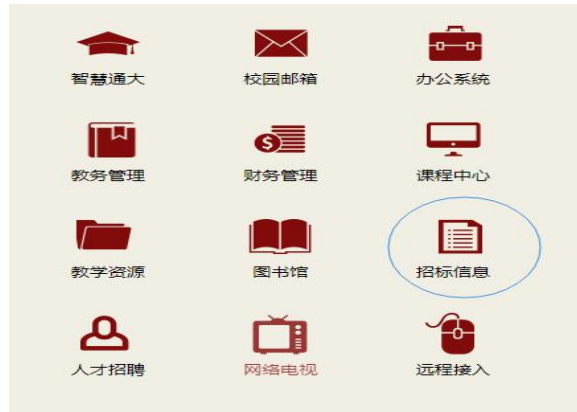 智慧通大
校园邮箱
办公系统
教务管理
财务管理
课程中心
教学资源
图书馆
招标信息
人才招聘
网络电视
远程接入